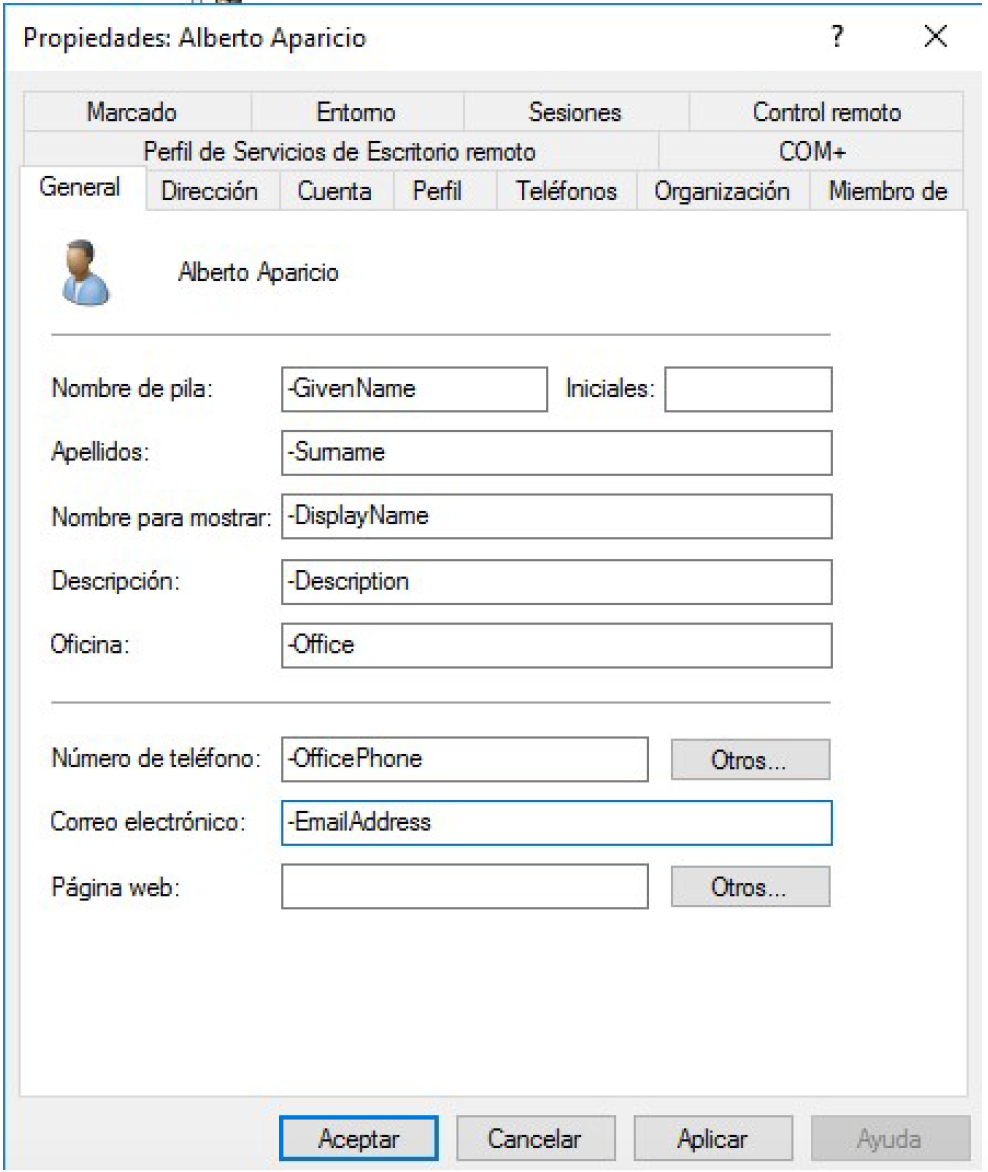 Propiedades: Alberto Aparicio ? ×
Marcado Entorno Sesiones Control remoto
Perfil de Servicios de Escritorio remoto COM+
General Dirección Cuenta Perfil Teléfonos Organización Miembro de
Alberto Aparicio
Nombre de pila: -GivenName Iniciales:
Apellidos: -Surname
Nombre para mostrar: -DisplayName
Descripción: -Description
Oficina: -Office
Número de teléfono: -OfficePhone Otros...
Correo electrónico: -EmailAddress
Página web: Otros...
Aceptar Cancelar Aplicar Ayuda